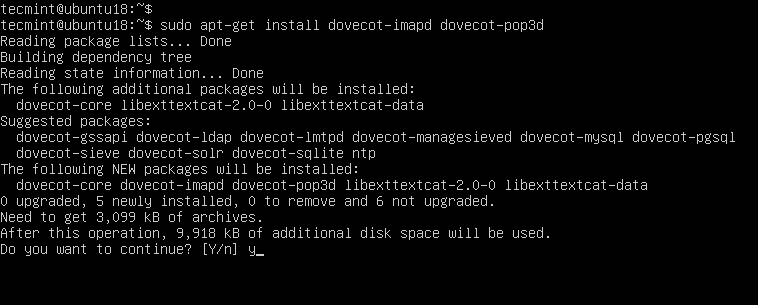 tecmint@ubuntu18:~$
tecmint@ubuntu18:~$ sudo apt-get install dovecot-imapd dovecot-pop3d
Reading package lists... Done
Building dependency tree
Reading state information... Done
The following additional packages will be installed:
  dovecot-core libexttextcat-2.0-0 libexttextcat-data
Suggested packages:
  dovecot-gssapi dovecot-ldap dovecot-lmtpd dovecot-managesieved dovecot-mysql dovecot-pgsql
  dovecot-sieve dovecot-solr dovecot-sqlite ntp
The following NEW packages will be installed:
  dovecot-core dovecot-imapd dovecot-pop3d libexttextcat-2.0-0 libexttextcat-data
0 upgraded, 5 newly installed, 0 to remove and 6 not upgraded.
Need to get 3,099 kB of archives.
After this operation, 9,918 kB of additional disk space will be used.
Do you want to continue? [Y/n] y_